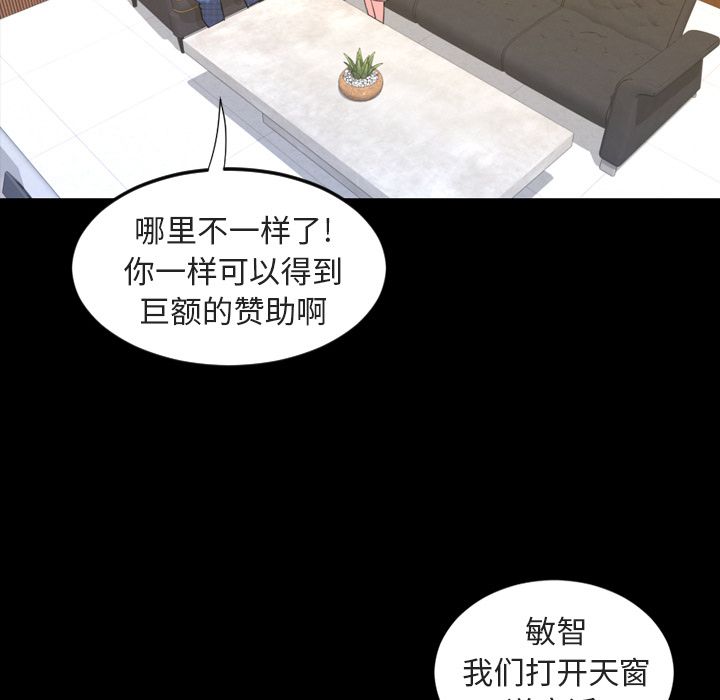 哪里不一样了!
你一样可以得到
巨额的赞助啊
敏智
我们打开天窗